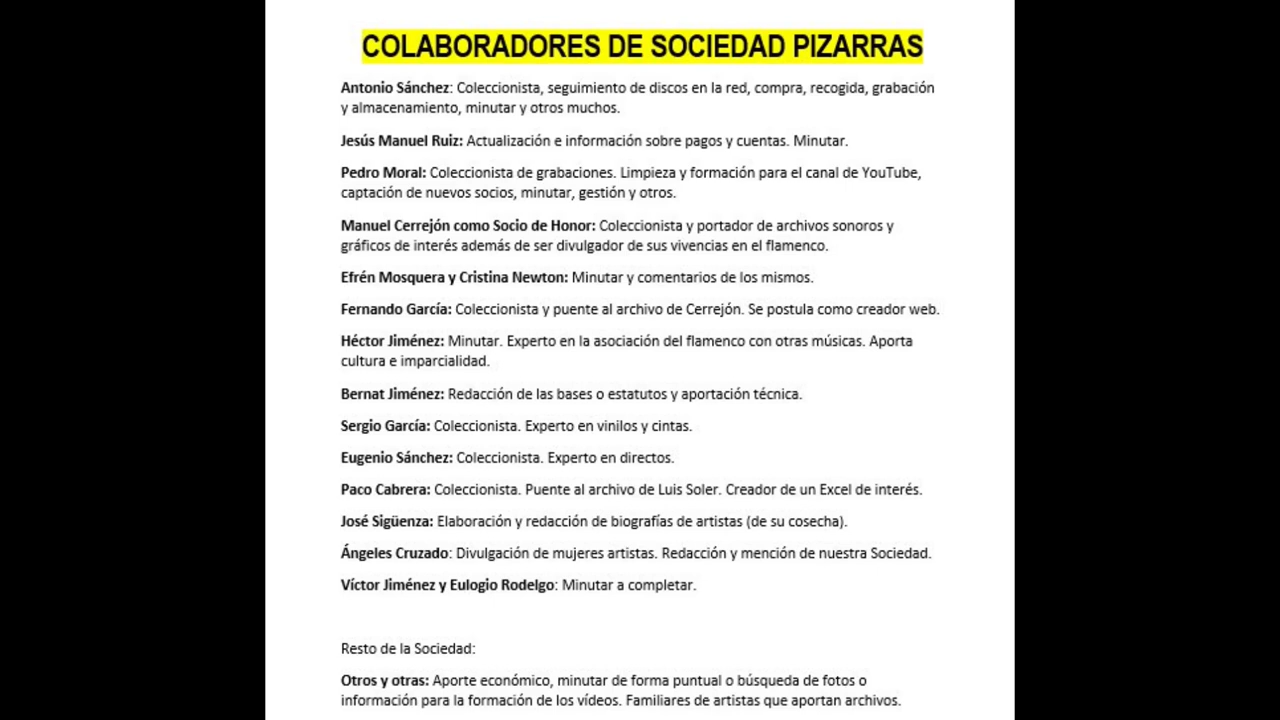 COLABORADORES DE SOCIEDAD PIZARRAS
Antonio Sánchez: Coleccionista, seguimiento de discos en la red, compra, recogida, grabación
y almacenamiento, minutar y otros muchos.
Jesús Manuel Ruiz: Actualización e información sobre pagos y cuentas. Minutar.
Pedro Moral: Coleccionista de grabaciones. Limpieza y formación para el canal de YouTube,
captación de nuevos socios, minutar, gestión y otros.
Manuel Cerrejón como Socio de Honor: Coleccionista y portador de archivos sonoros y
gráficos de interés además de ser divulgador de sus vivencias en el flamenco.
Efrén Mosquera y Cristina Newton: Minutar y comentarios de los mismos.
Fernando García: Coleccionista y puente al archivo de Cerrejón. Se postula como creador web.
Héctor Jiménez: Minutar. Experto en la asociación del flamenco con otras músicas. Aporta
cultura e imparcialidad.
Bernat Jiménez: Redacción de las bases o estatutos y aportación técnica.
Sergio García: Coleccionista. Experto en vinilos y cintas.
Eugenio Sánchez: Coleccionista. Experto en directos.
Paco Cabrera: Coleccionista. Puente al archivo de Luis Soler. Creador de un Excel de interés.
José Sigüenza: Elaboración y redacción de biografías de artistas (de su cosecha).
Ángeles Cruzado: Divulgación de mujeres artistas. Redacción y mención de nuestra Sociedad.
Víctor Jiménez y Eulogio Rodelgo: Minutar a completar.
Resto de la Sociedad:
Otros y otras: Aporte económico, minutar de forma puntual o búsqueda de fotos o
información para la formación de los vídeos. Familiares de artistas que aportan archivos.